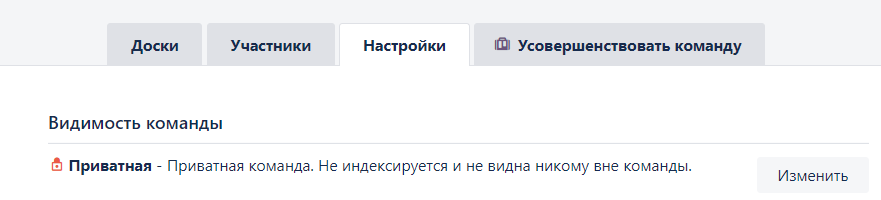 Доски Участники Настройки Усовершенствовать команду
Видимость команды
Приватная - Приватная команда. Не индексируется и не видна никому вне команды.
Изменить